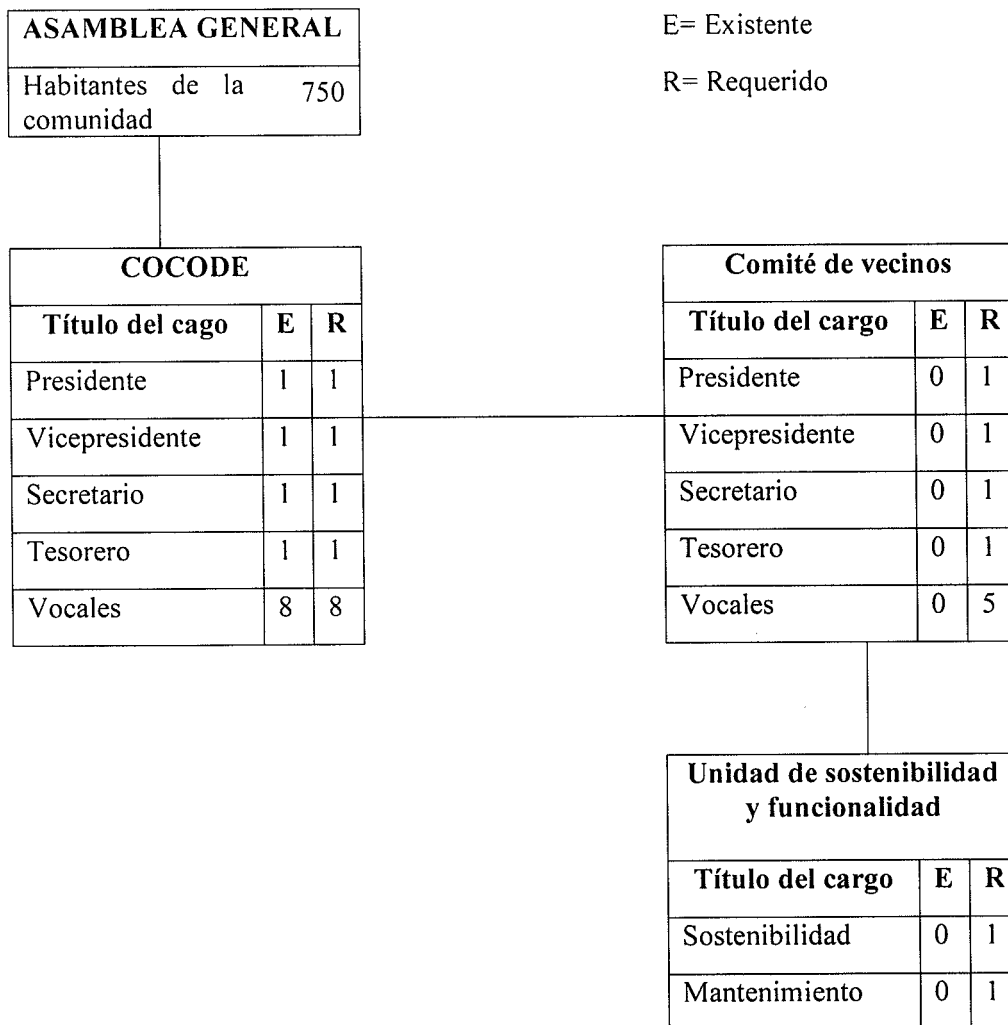 ASAMBLEA GENERAL
Habitantes de la 750
comunidad
E= Existente
R= Requerido
COCODE
Título del cago E R
Presidente 1 1
Vicepresidente 1 1
Secretario 1 1
Tesorero 1 1
Vocales 8 8
Comité de vecinos
Título del cargo E R
Presidente 0 1
Vicepresidente 0 1
Secretario 0 1
Tesorero 0 1
Vocales 0 5
Unidad de sostenibilidad
y funcionalidad
Título del cargo E R
Sostenibilidad 0 1
Mantenimiento 0 1